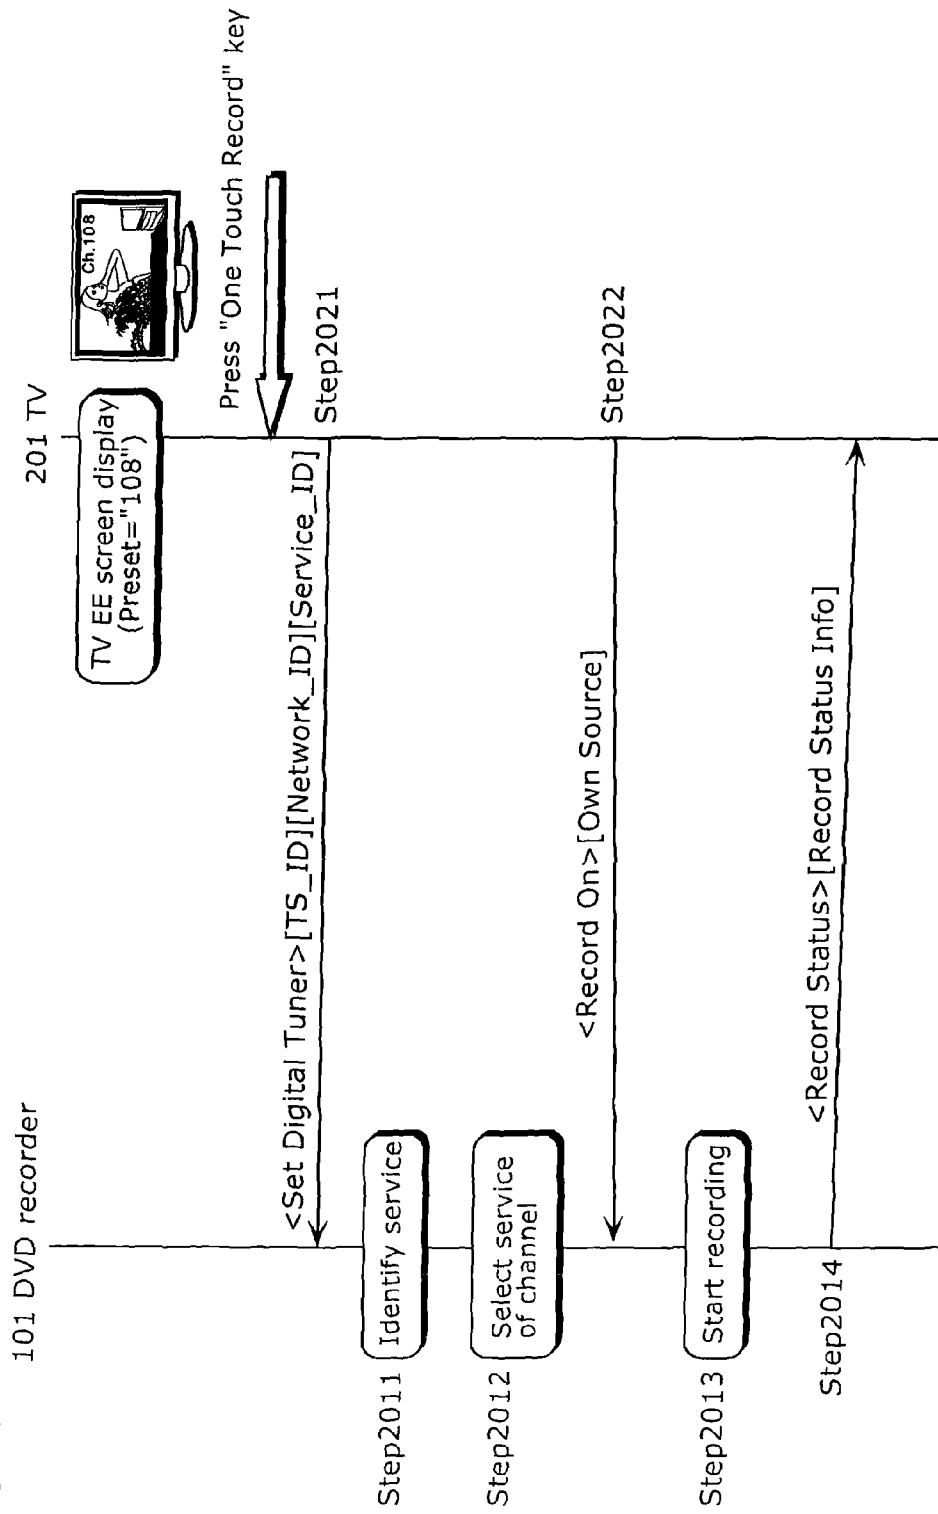 101 DVD recorder
201 TV
TV EE screen display
(Preset="108")
Ch.108
Press "One Touch Record" key
Step2021
<Set Digital Tuner>[TS_ID][Network_ID][Service_ID]
Step2011
Identify service
Step2012
Select service
of channel
Step2022
<Record On>[Own Source]
Step2013
Start recording
Step2014
<Record Status>[Record Status Info]